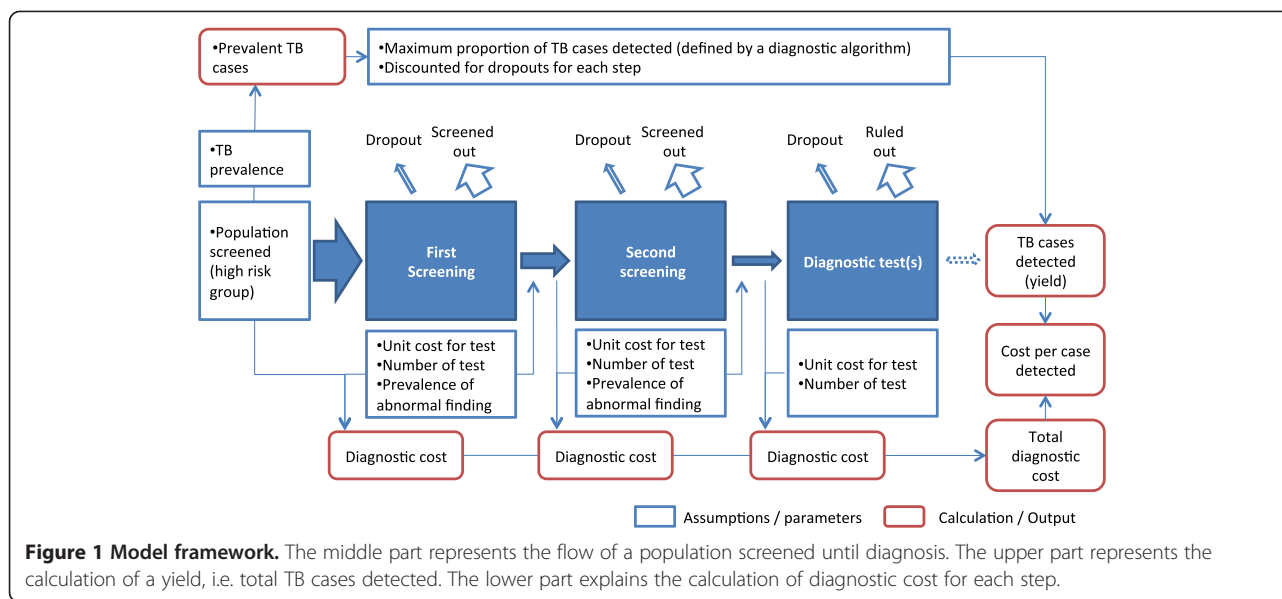 •Prevalent TB
cases
•Maximum proportion of TB cases detected (defined by a diagnostic algorithm)
•Discounted for dropouts for each step
•TB
prevalence
Dropout
Screened
out
Dropout
Screened
out
Dropout
Ruled
out
•Population
screened
(high risk
group)
First
Screening
Second
screening
Diagnostic test(s)
TB cases
detected
(yield)
•Unit cost for test
•Number of test
•Prevalence of
abnormal finding
•Unit cost for test
•Number of test
•Prevalence of
abnormal finding
•Unit cost for test
•Number of test
Cost per case
detected
Diagnostic cost
Diagnostic cost
Diagnostic cost
Total
diagnostic
cost
Assumptions / parameters
Calculation / Output
Figure 1 Model framework. The middle part represents the flow of a population screened until diagnosis. The upper part represents the
calculation of a yield, i.e. total TB cases detected. The lower part explains the calculation of diagnostic cost for each step.